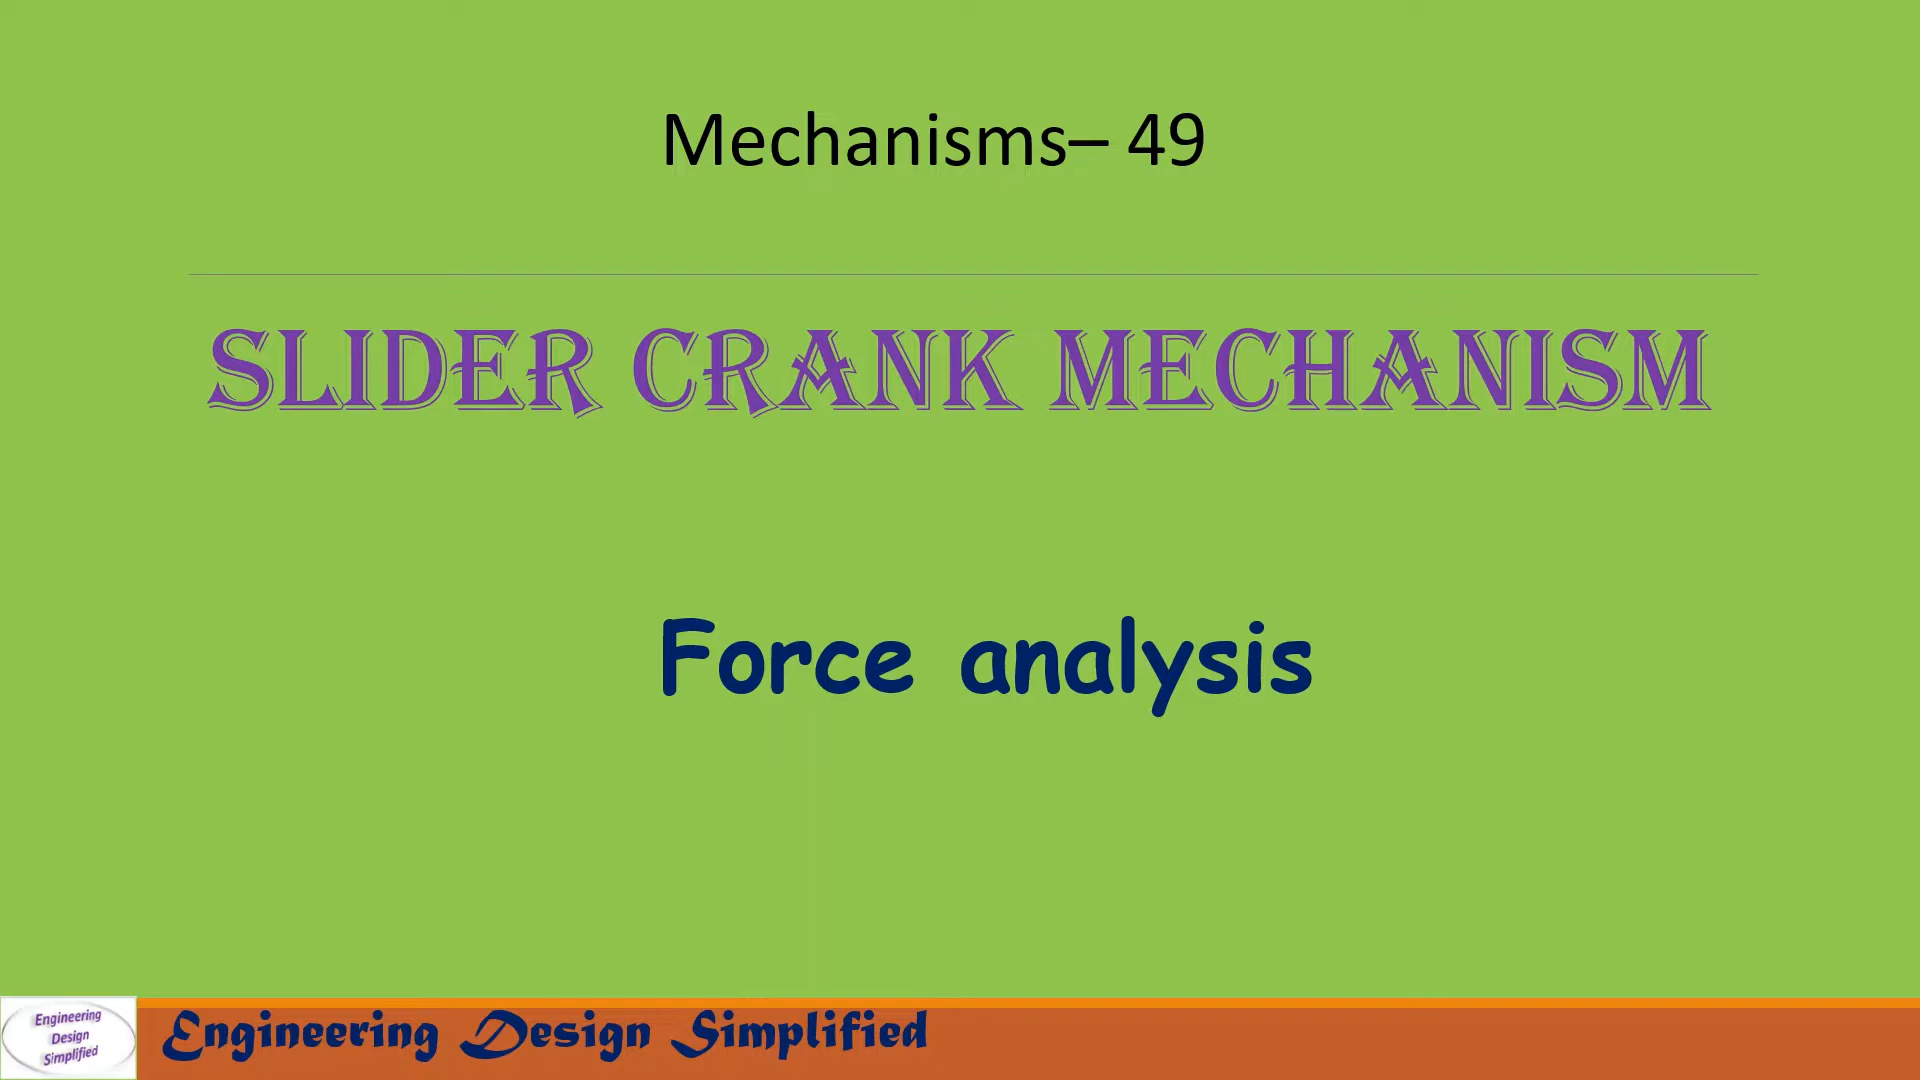 Mechanisms– 49
SLIDER CRANK MECHANISM
Force analysis
Engineering
Design
Simplified
Engineering Design Simplified